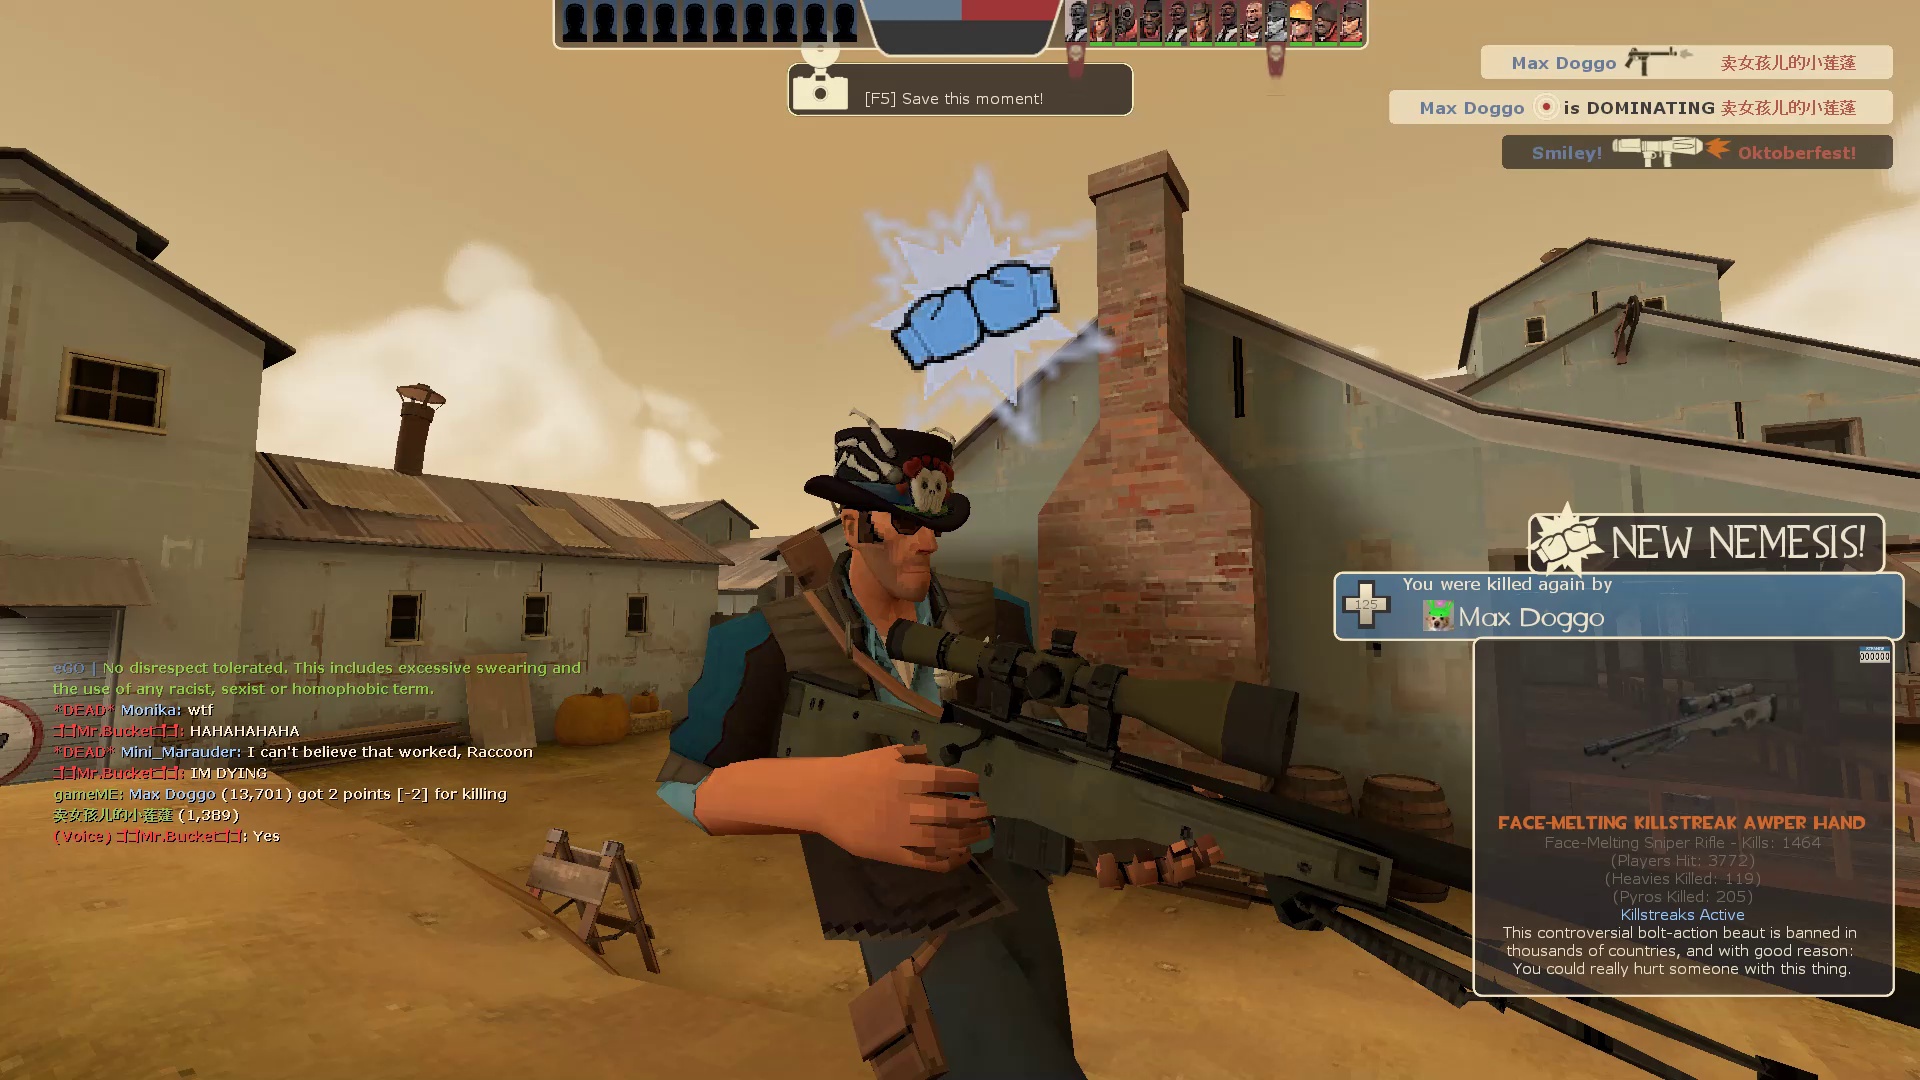 [F5] Save this moment!
Max Doggo 卖女孩儿的小莲蓬
Max Doggo is DOMINATING 卖女孩儿的小莲蓬
Smiley! Oktoberfest!
NEW NEMESIS!
You were killed again by
125
Max Doggo
STRANGE
000000
FACE-MELTING KILLSTREAK AWPER HAND
Face-Melting Sniper Rifle - Kills: 1464
(Players Hit: 3772)
(Heavies Killed: 119)
(Pyros Killed: 205)
Killstreaks Active
This controversial bolt-action beaut is banned in
thousands of countries, and with good reason:
You could really hurt someone with this thing.
eGO | No disrespect tolerated. This includes excessive swearing and
the use of any racist, sexist or homophobic term.
*DEAD* Monika: wtf
Mr.Bucket: HAHAHAHAHA
*DEAD* Mini_Marauder: I can't believe that worked, Raccoon
Mr.Bucket: IM DYING
gameME: Max Doggo (13,701) got 2 points [-2] for killing
卖女孩儿的小莲蓬 (1,389)
(Voice) Mr.Bucket: Yes